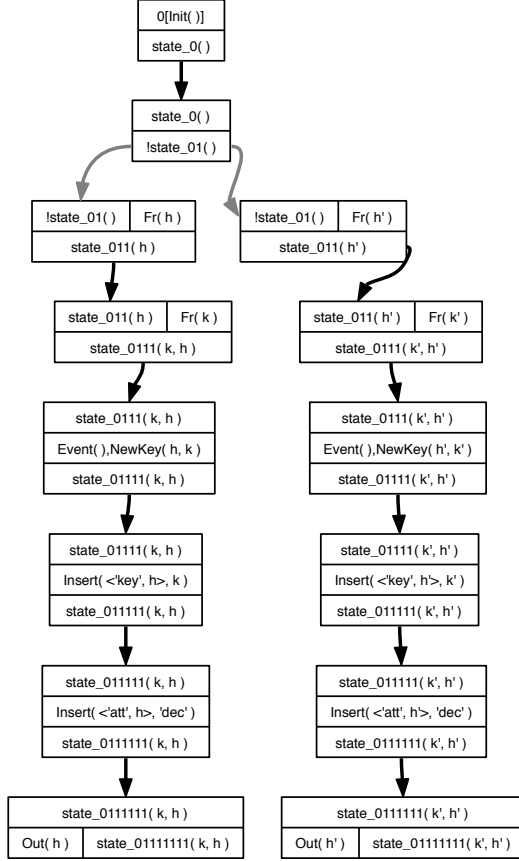 0[Init( )]
state_0( )
state_0( )
!state_01( )
!state_01( ) Fr( h )
state_011( h )
!state_01( ) Fr( h' )
state_011( h' )
state_011( h ) Fr( k )
state_0111( k, h )
state_011( h' ) Fr( k' )
state_0111( k', h' )
state_0111( k, h )
Event( ),NewKey( h, k )
state_01111( k, h )
state_0111( k', h' )
Event( ),NewKey( h', k' )
state_01111( k', h' )
state_01111( k, h )
Insert( <'key', h>, k )
state_011111( k, h )
state_01111( k', h' )
Insert( <'key', h'>, k' )
state_011111( k', h' )
state_011111( k, h )
Insert( <'att', h>, 'dec' )
state_0111111( k, h )
state_011111( k', h' )
Insert( <'att', h'>, 'dec' )
state_0111111( k', h' )
state_0111111( k, h )
Out( h ) state_01111111( k, h )
state_0111111( k', h' )
Out( h' ) state_01111111( k', h' )